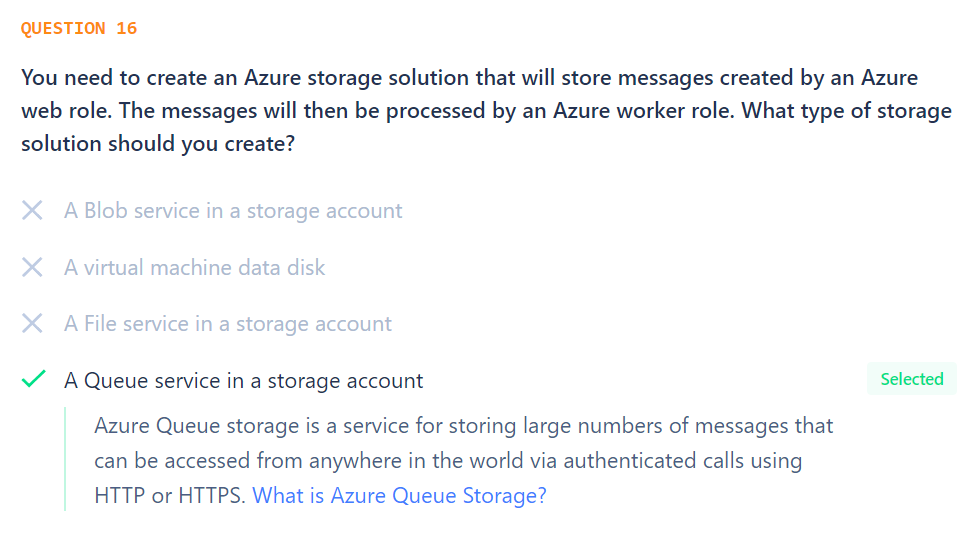 QUESTION 16
You need to create an Azure storage solution that will store messages created by an Azure
web role. The messages will then be processed by an Azure worker role. What type of storage
solution should you create?
A Blob service in a storage account
A virtual machine data disk
A File service in a storage account
A Queue service in a storage account
Selected
Azure Queue storage is a service for storing large numbers of messages that
can be accessed from anywhere in the world via authenticated calls using
HTTP or HTTPS. What is Azure Queue Storage?